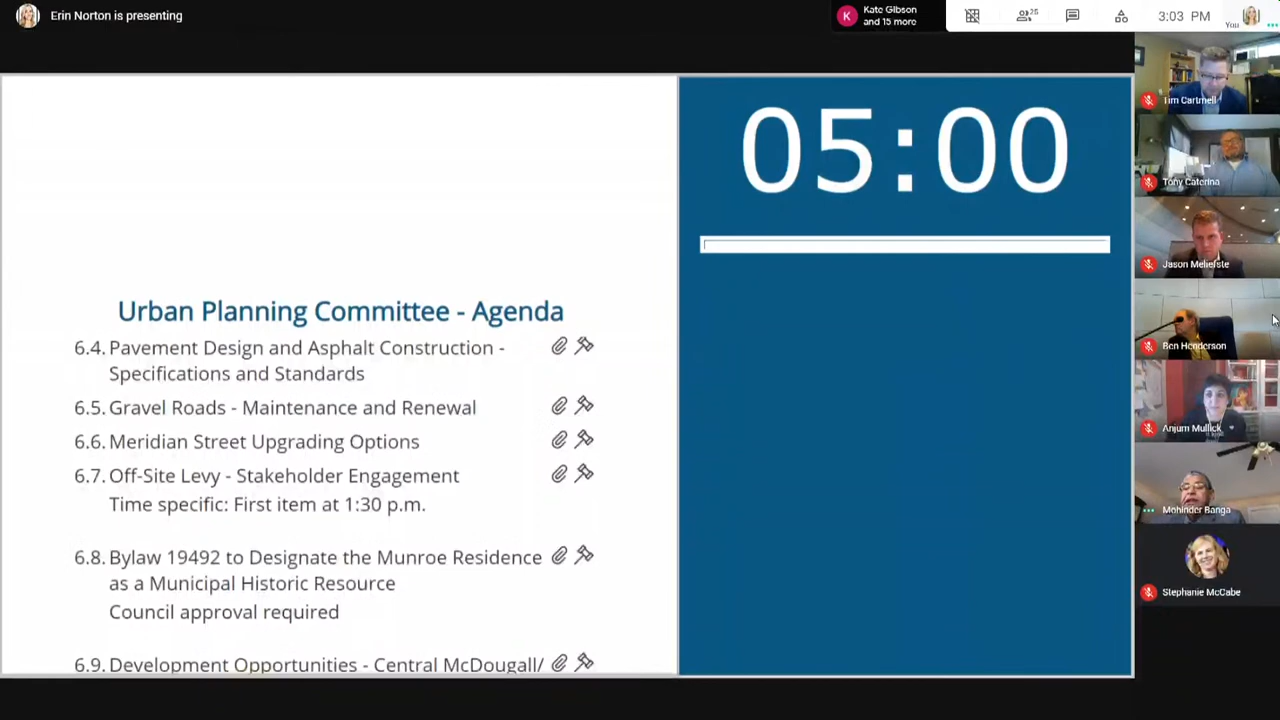 Erin Norton is presenting
K
Kate Gibson
and 15 more
25
3:03 PM
You
05:00
Urban Planning Committee - Agenda
6.4. Pavement Design and Asphalt Construction -
Specifications and Standards
6.5. Gravel Roads - Maintenance and Renewal
6.6. Meridian Street Upgrading Options
6.7. Off-Site Levy - Stakeholder Engagement
Time specific: First item at 1:30 p.m.
6.8. Bylaw 19492 to Designate the Munroe Residence
as a Municipal Historic Resource
Council approval required
6.9. Development Opportunities - Central McDougall/
Tim Cartmell
Tony Caterina
Jason Meliefste
Ben Henderson
Anjum Mullick
Mohinder Banga
Stephanie McCabe